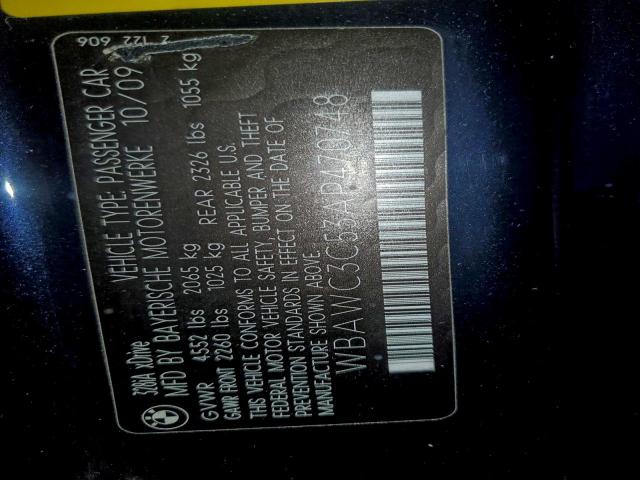 328iA xDrive VEHICLE TYPE: PASSENGER CAR
MFD BY BAYERISCHE MOTORENWERKE 10/09
GVWR 4552 lbs 2065 kg
GAWR FRONT 2260 lbs 1025 kg REAR 2326 lbs 1055 kg
THIS VEHICLE CONFORMS TO ALL APPLICABLE U.S.
FEDERAL MOTOR VEHICLE SAFETY, BUMPER AND THEFT
PREVENTION STANDARDS IN EFFECT ON THE DATE OF
MANUFACTURE SHOWN ABOVE.
WBAWC3C53AP470748
7 122 606